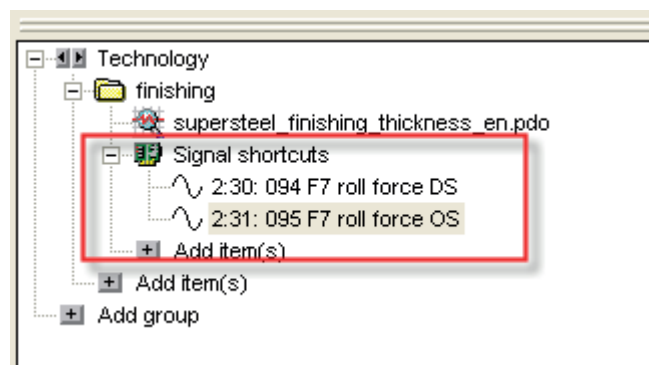 Technology
finishing
supersteel_finishing_thickness_en.pdo
Signal shortcuts
2:30: 094 F7 roll force DS
2:31: 095 F7 roll force OS
Add item(s)
Add item(s)
Add group